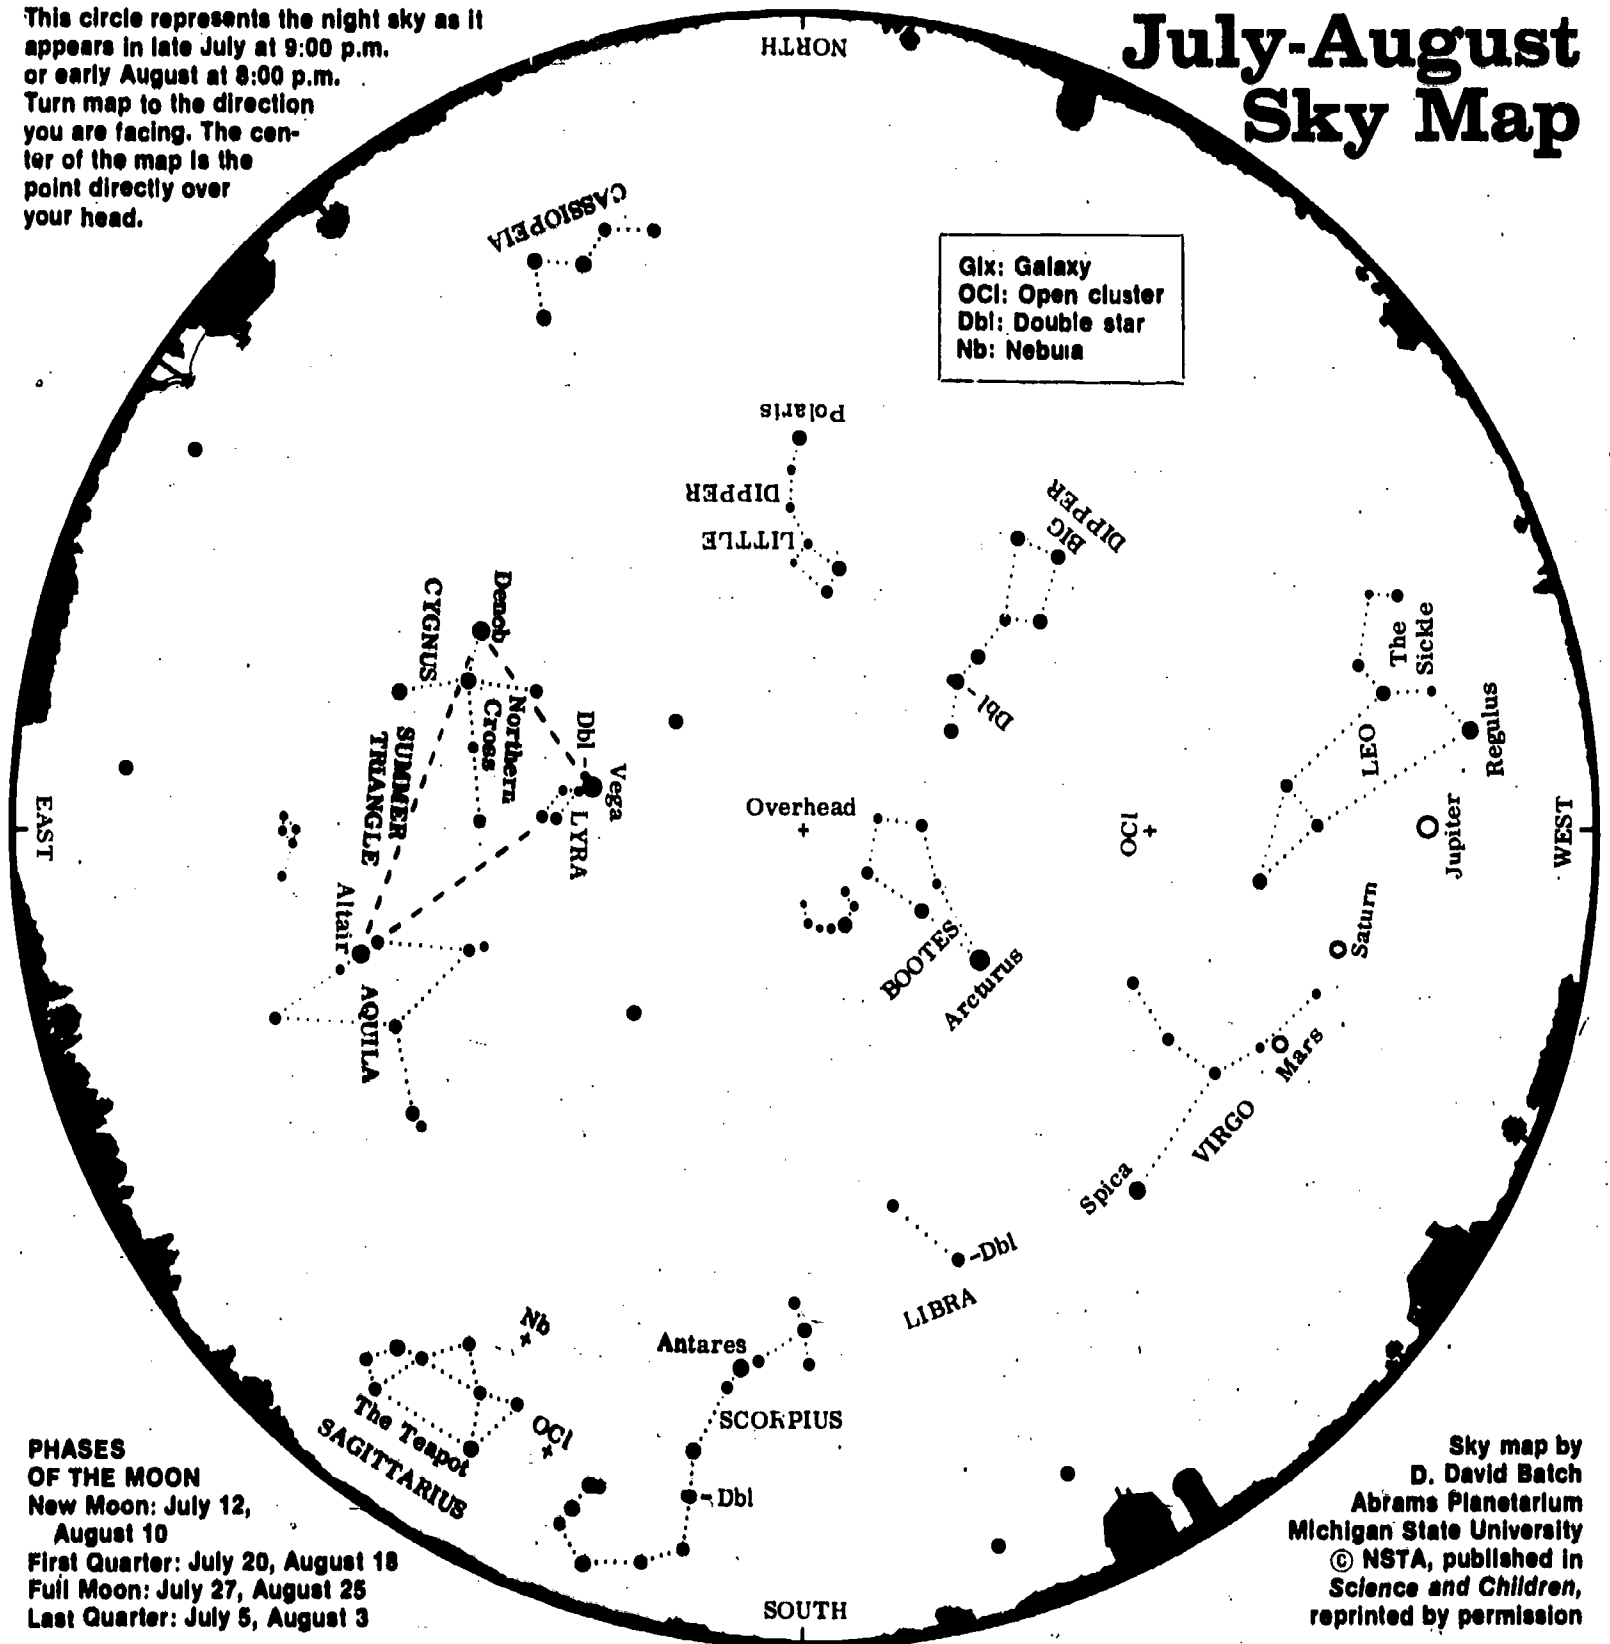 This circle represents the night sky as it
appears in late July at 9:00 p.m.
or early August at 8:00 p.m.
Turn map to the direction
you are facing. The cen-
ter of the map is the
point directly over
your head.
July-August
Sky Map
NORTH
CASSIOPEIA
Glx: Galaxy
OCl: Open cluster
Dbl: Double star
Nb: Nebula
Polaris
LITTLE
DIPPER
BIG
DIPPER
Dbl
CYGNUS
Deneb
Northern
Cross
SUMMER
TRIANGLE
Dbl
Vega
LYRA
The
Sickle
LEO
Regulus
EAST
Overhead
OCl
Jupiter
WEST
Altair
AQUILA
BOOTES
Arcturus
Saturn
Mars
VIRGO
Spica
Dbl
LIBRA
Nb
Antares
The Teapot
SAGITTARIUS
OCl
SCORPIUS
Dbl
SOUTH
PHASES
OF THE MOON
New Moon: July 12,
August 10
First Quarter: July 20, August 18
Full Moon: July 27, August 25
Last Quarter: July 5, August 3
Sky map by
D. David Batch
Abrams Planetarium
Michigan State University
© NSTA, published in
Science and Children,
reprinted by permission